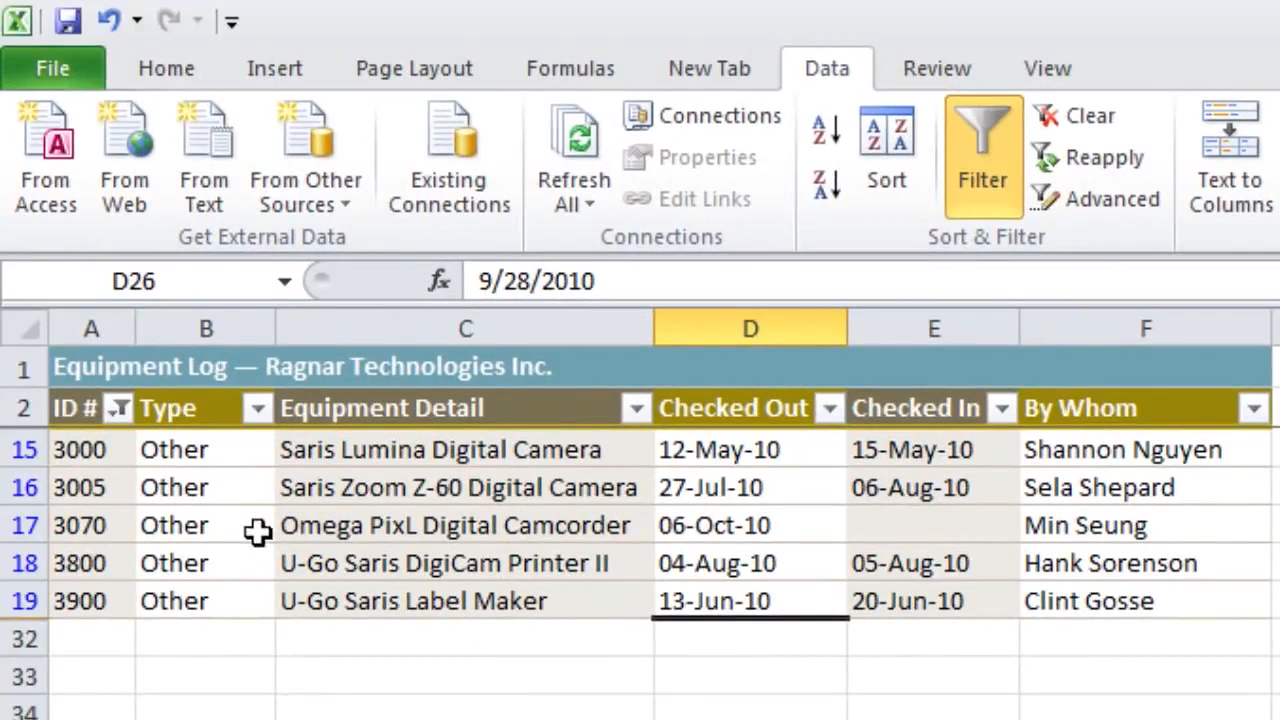 File Home Insert Page Layout Formulas New Tab Data Review View
From Access From Web From Text From Other Sources Existing Connections Refresh All Connections Properties Edit Links Sort Filter Clear Reapply Advanced Text to Columns
Get External Data Connections Sort & Filter
D26 fx 9/28/2010
A B C D E F
1 Equipment Log — Ragnar Technologies Inc.
2 ID # Type Equipment Detail Checked Out Checked In By Whom
15 3000 Other Saris Lumina Digital Camera 12-May-10 15-May-10 Shannon Nguyen
16 3005 Other Saris Zoom Z-60 Digital Camera 27-Jul-10 06-Aug-10 Sela Shepard
17 3070 Other Omega PixL Digital Camcorder 06-Oct-10 Min Seung
18 3800 Other U-Go Saris DigiCam Printer II 04-Aug-10 05-Aug-10 Hank Sorenson
19 3900 Other U-Go Saris Label Maker 13-Jun-10 20-Jun-10 Clint Gosse
32
33
34